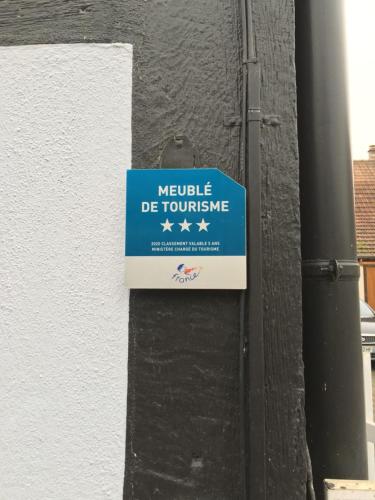 MEUBLÉ
DE TOURISME
2020 CLASSEMENT VALABLE 5 ANS
MINISTÈRE CHARGÉ DU TOURISME
france